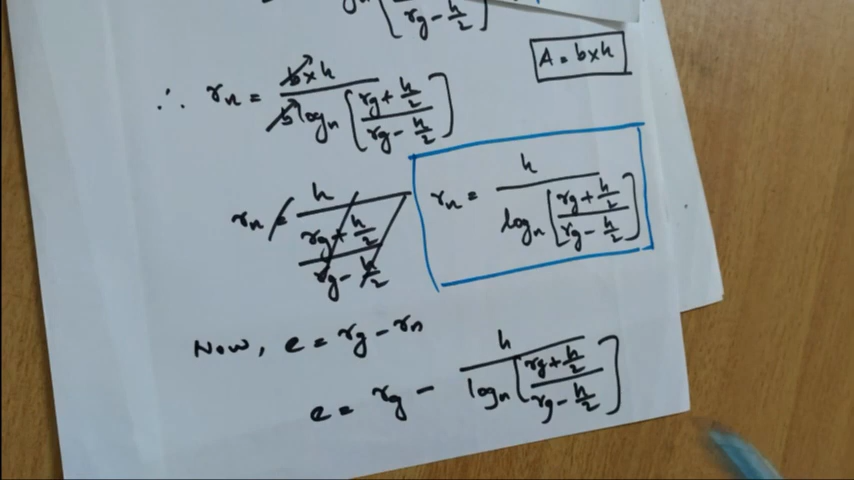 logn [ / (rg - h/2) ]
A = b×h
∴ rn = b×h / b logn [ (rg + h/2) / (rg - h/2) ]
rn = h / (rg + h/2) / (rg - h/2)
rn = h / logn [ (rg + h/2) / (rg - h/2) ]
Now, e = rg - rn
e = rg - h / logn [ (rg + h/2) / (rg - h/2) ]